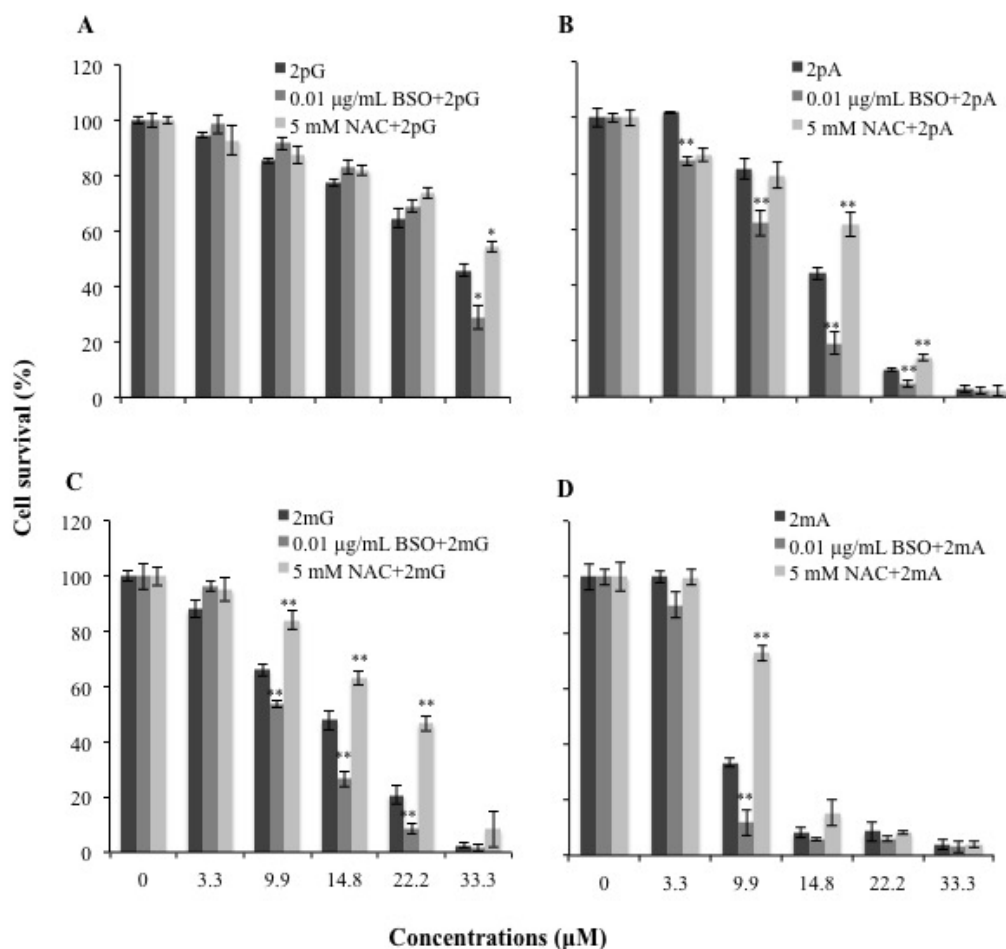 A
2pG
0.01 µg/mL BSO+2pG
5 mM NAC+2pG
120
100
80
60
40
20
0
*
*
B
2pA
0.01 µg/mL BSO+2pA
5 mM NAC+2pA
**
**
**
**
**
**
Cell survival (%)
C
2mG
0.01 µg/mL BSO+2mG
5 mM NAC+2mG
120
100
80
60
40
20
0
**
**
**
**
**
**
0 3.3 9.9 14.8 22.2 33.3
D
2mA
0.01 µg/mL BSO+2mA
5 mM NAC+2mA
**
**
0 3.3 9.9 14.8 22.2 33.3
Concentrations (µM)